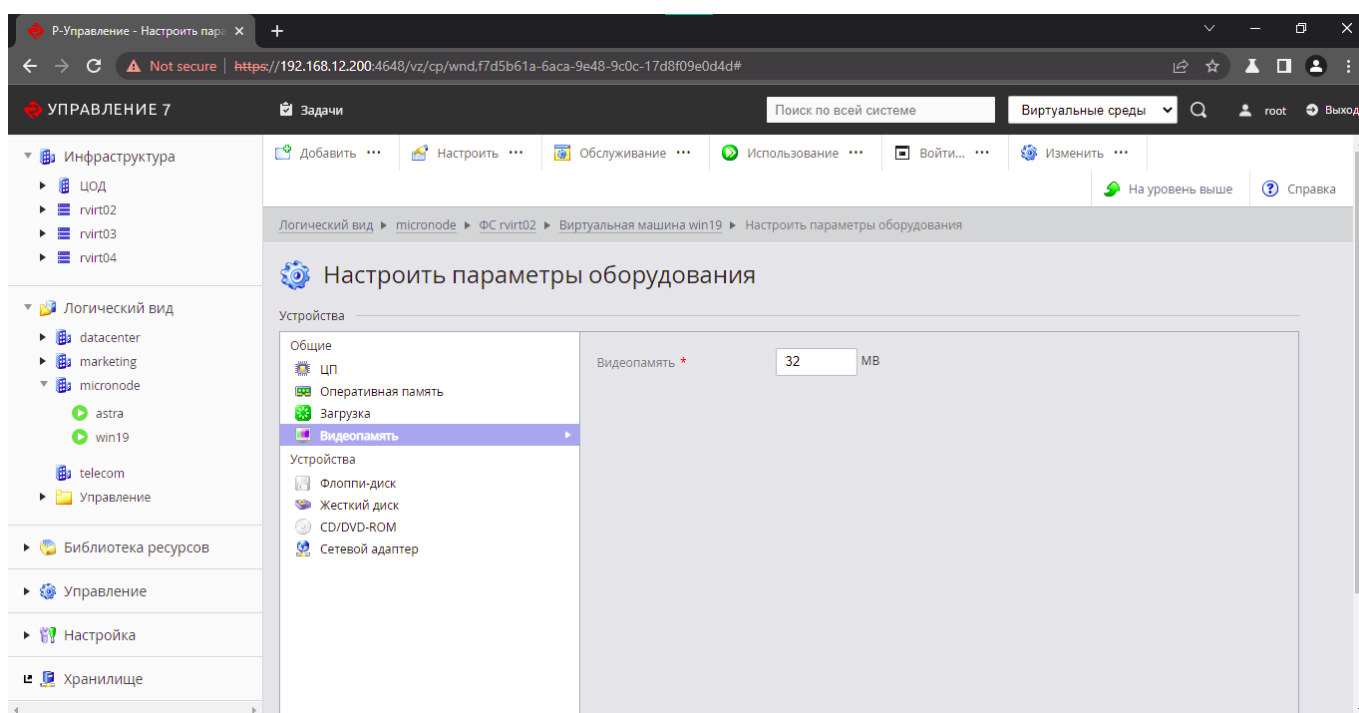 Р-Управление - Настроить пара
Not secure | https://192.168.12.200:4648/vz/cp/wnd,f7d5b61a-6aca-9e48-9c0c-17d8f09e0d4d#
УПРАВЛЕНИЕ 7
Задачи
Поиск по всей системе
Виртуальные среды
root
Выход
Инфраструктура
ЦОД
rvirt02
rvirt03
rvirt04
Логический вид
datacenter
marketing
micronode
astra
win19
telecom
Управление
Библиотека ресурсов
Управление
Настройка
Хранилище
Добавить ••• Настроить ••• Обслуживание ••• Использование ••• Войти... ••• Изменить •••
На уровень выше Справка
Логический вид micronode ФС rvirt02 Виртуальная машина win19 Настроить параметры оборудования
Настроить параметры оборудования
Устройства
Общие
ЦП
Оперативная память
Загрузка
Видеопамять
Устройства
Флоппи-диск
Жесткий диск
CD/DVD-ROM
Сетевой адаптер
Видеопамять * 32 MB